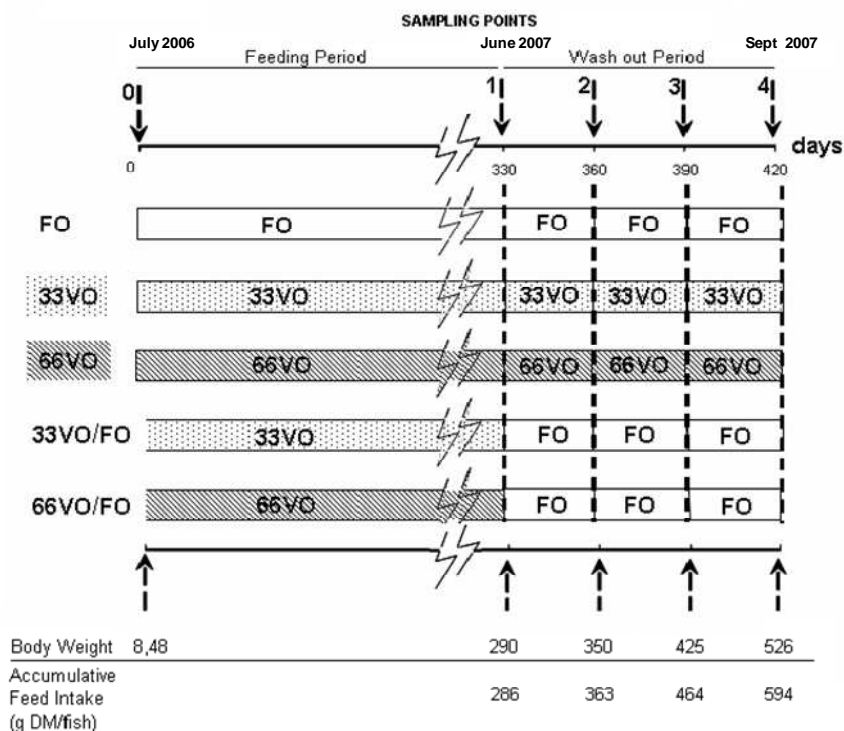 SAMPLING POINTS
July 2006 June 2007 Sept 2007
Feeding Period Wash out Period
0 1 2 3 4
days
0 330 360 390 420
FO FO FO FO FO
33VO 33VO 33VO 33VO 33VO
66VO 66VO 66VO 66VO 66VO
33VO/FO 33VO FO FO FO
66VO/FO 66VO FO FO FO
Body Weight 8,48 290 350 425 526
Accumulative
Feed Intake 286 363 464 594
(g DM/fish)